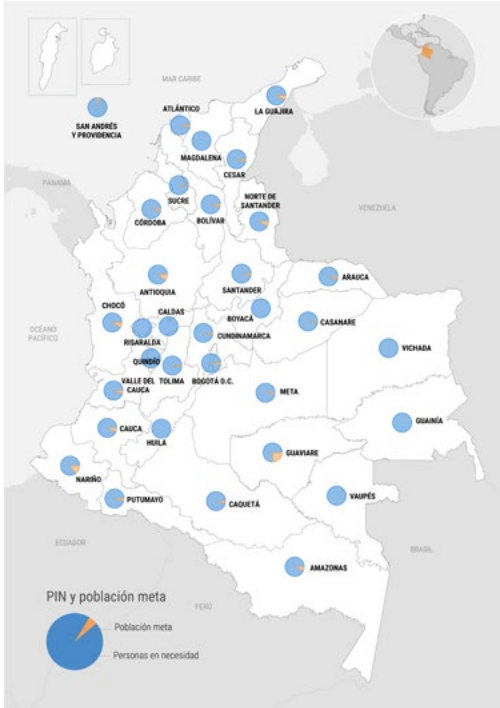 MAR CARIBE
LA GUAJIRA
ATLÁNTICO
SAN ANDRÉS
Y PROVIDENCIA
MAGDALENA
CESAR
PANAMÁ
SUCRE
NORTE DE
SANTANDER
VENEZUELA
CÓRDOBA
BOLÍVAR
ANTIOQUIA
SANTANDER
ARAUCA
CHOCÓ
CALDAS
BOYACÁ
CASANARE
OCÉANO
PACÍFICO
RISARALDA
CUNDINAMARCA
VICHADA
QUINDÍO
VALLE DEL
CAUCA
TOLIMA
BOGOTÁ D.C.
META
CAUCA
HUILA
GUAINÍA
GUAVIARE
NARIÑO
PUTUMAYO
CAQUETÁ
VAUPÉS
ECUADOR
BRASIL
AMAZONAS
PERÚ
PIN y población meta
Población meta
Personas en necesidad